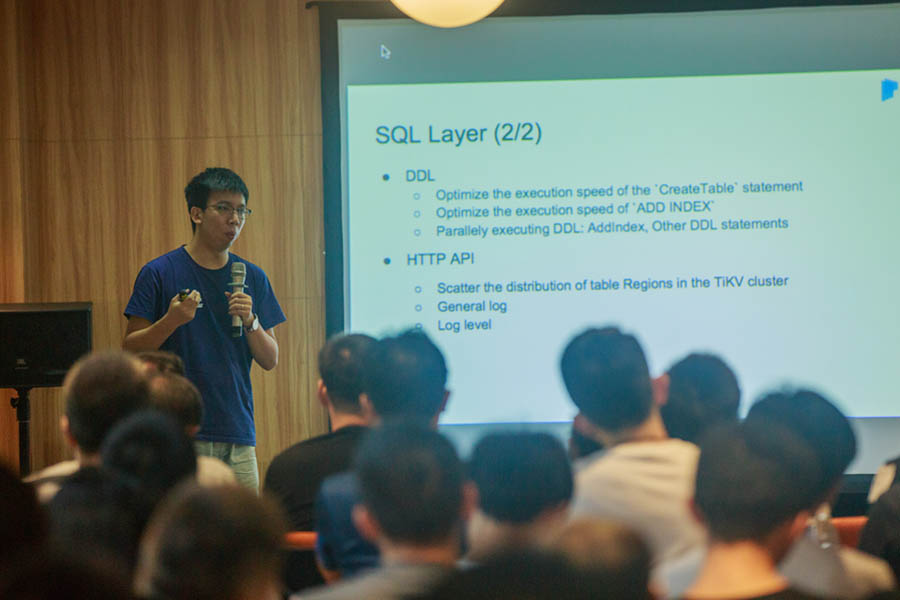 SQL Layer (2/2)
● DDL
○ Optimize the execution speed of the `CreateTable` statement
○ Optimize the execution speed of `ADD INDEX`
○ Parallely executing DDL: AddIndex, Other DDL statements
● HTTP API
○ Scatter the distribution of table Regions in the TiKV cluster
○ General log
○ Log level
JBL